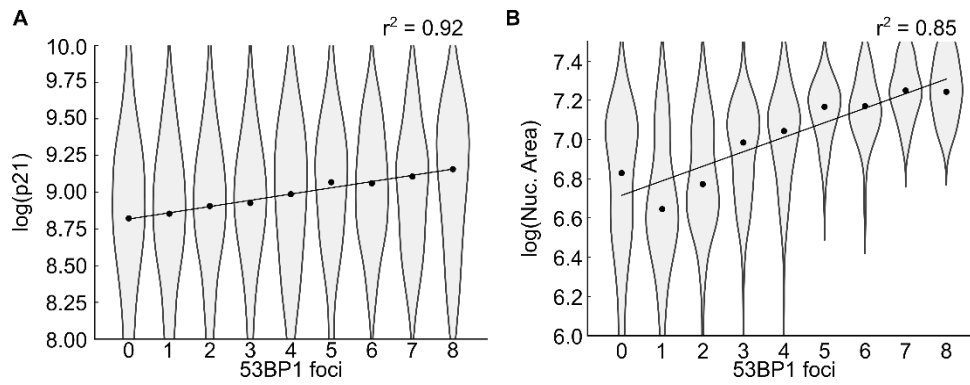 A
r² = 0.92
log(p21)
10.0
9.75
9.50
9.25
9.00
8.75
8.50
8.25
8.00
0 1 2 3 4 5 6 7 8
53BP1 foci
B
r² = 0.85
log(Nuc. Area)
7.4
7.2
7.0
6.8
6.6
6.4
6.2
6.0
0 1 2 3 4 5 6 7 8
53BP1 foci